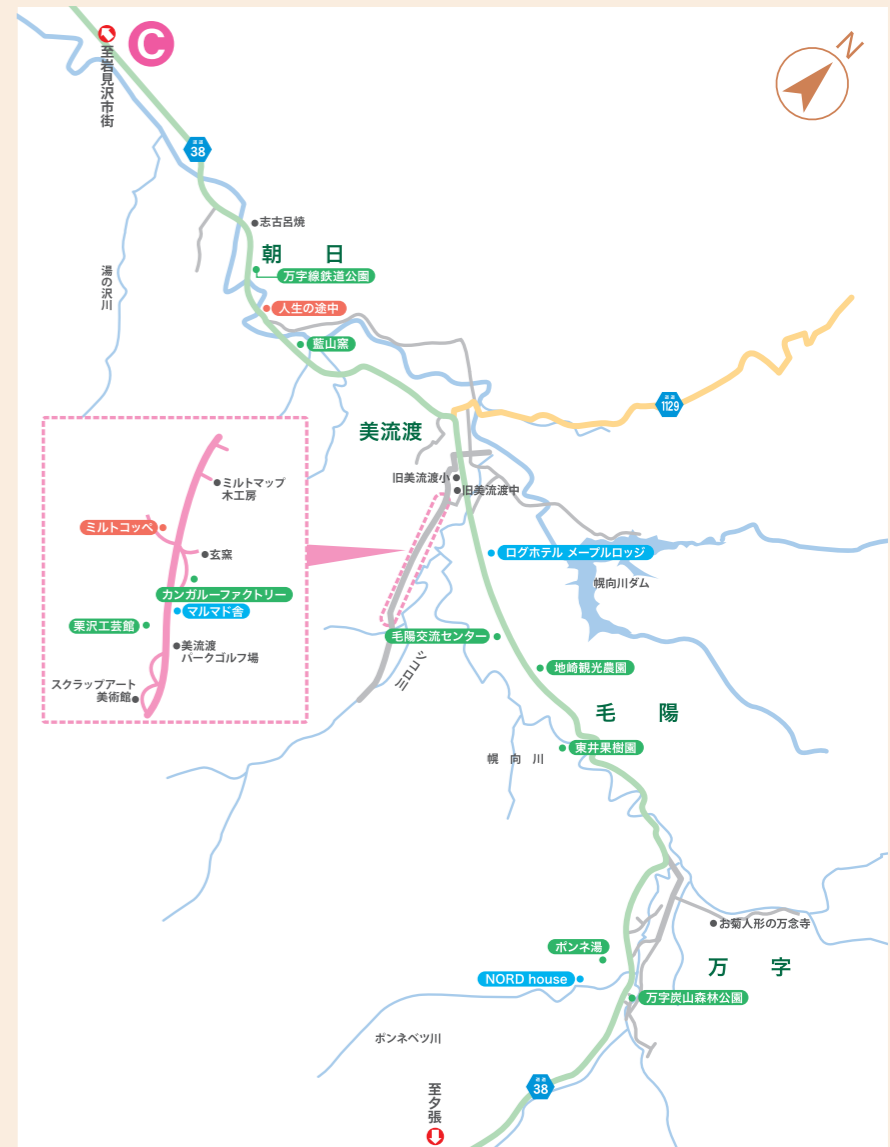 C
N
至岩見沢市街
道道
38
志古呂焼
朝 日
湯の沢川
万字線鉄道公園
人生の途中
藍山窯
道道
1129
美流渡
旧美流渡小
旧美流渡中
ミルトマップ
木工房
ミルトコッペ
玄窯
カンガルーファクトリー
マルマド舎
栗沢工芸館
美流渡
パークゴルフ場
スクラップアート
美術館
ログホテル メープルロッジ
幌向川ダム
毛陽交流センター
シコロ川
地崎観光農園
毛 陽
東井果樹園
幌 向 川
お菊人形の万念寺
ポンネ湯
万 字
NORD house
万字炭山森林公園
ポンネベツ川
道道
38
至夕張